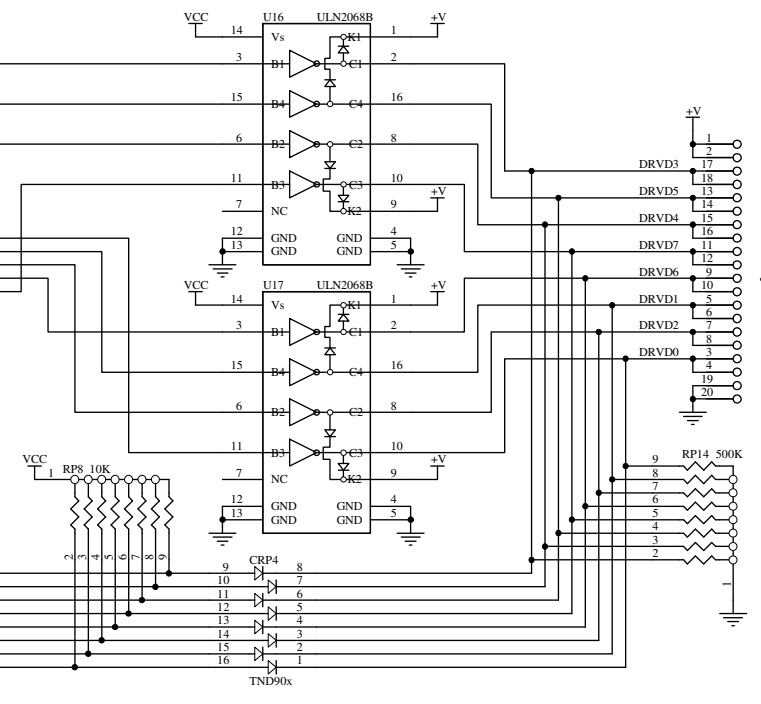 VCC U16 ULN2068B +V
14 Vs K1 1
3 B1 C1 2
15 B4 C4 16
6 B2 C2 8
11 B3 C3 10
+V
7 NC K2 9
12 GND GND 4
13 GND GND 5
VCC U17 ULN2068B +V
14 Vs K1 1
3 B1 C1 2
15 B4 C4 16
6 B2 C2 8
11 B3 C3 10
+V
7 NC K2 9
12 GND GND 4
13 GND GND 5
+V
1
2
DRVD3 17
18
DRVD5 13
14
DRVD4 15
16
DRVD7 11
12
DRVD6 9
10
DRVD1 5
6
DRVD2 7
8
DRVD0 3
4
19
20
VCC 1 RP8 10K
2 3 4 5 6 7 8 9
RP14 500K
9
8
7
6
5
4
3
2
1
CRP4
9 8
10 7
11 6
12 5
13 4
14 3
15 2
16 1
TND90x